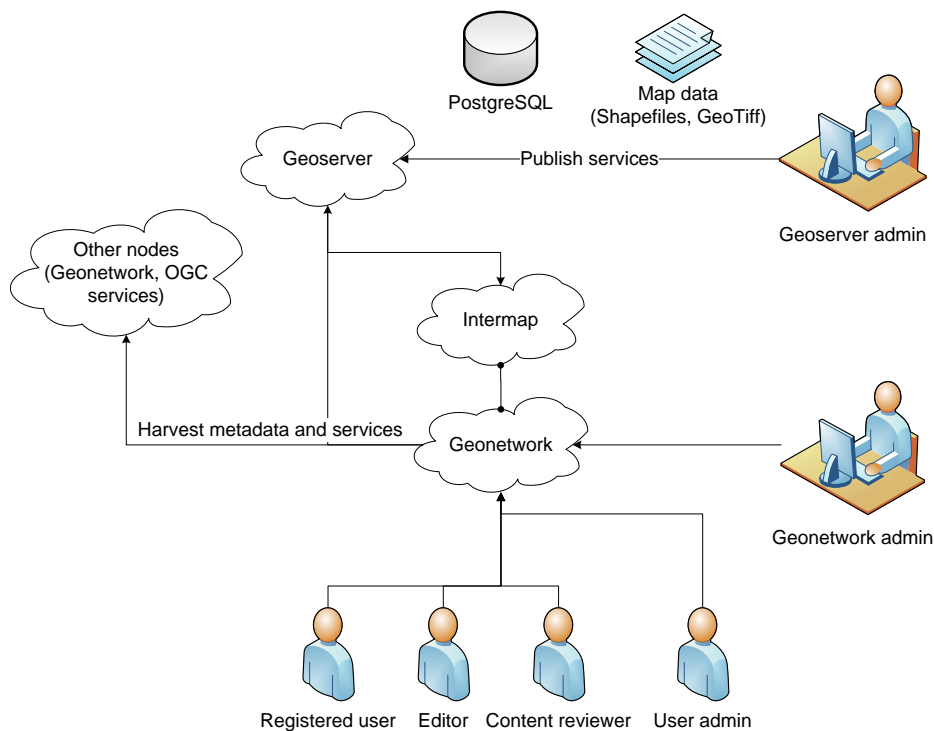 PostgreSQL
Map data
(Shapefiles, GeoTiff)
Geoserver
Publish services
Geoserver admin
Other nodes
(Geonetwork, OGC
services)
Intermap
Harvest metadata and services
Geonetwork
Geonetwork admin
Registered user
Editor
Content reviewer
User admin